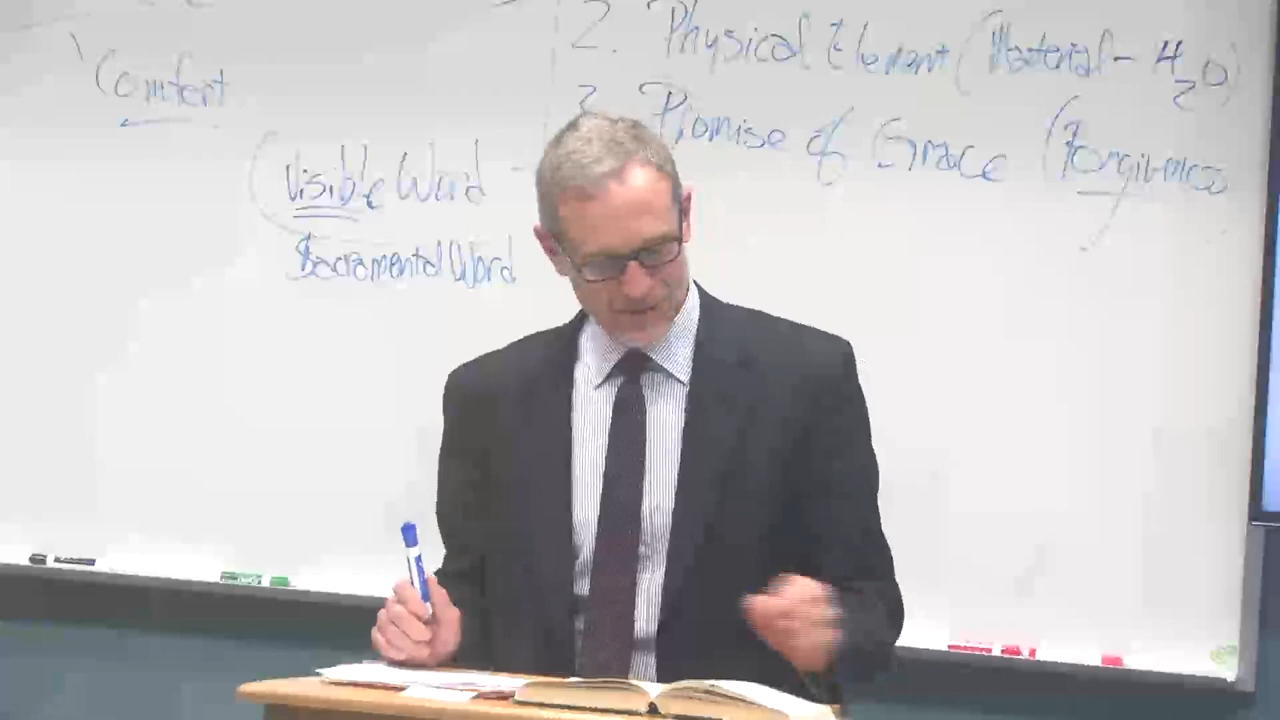 2. Physical Element (Material - H2O)
Comfort
3. Promise of Grace (Forgiveness
(Visible Word -
Sacramental Word